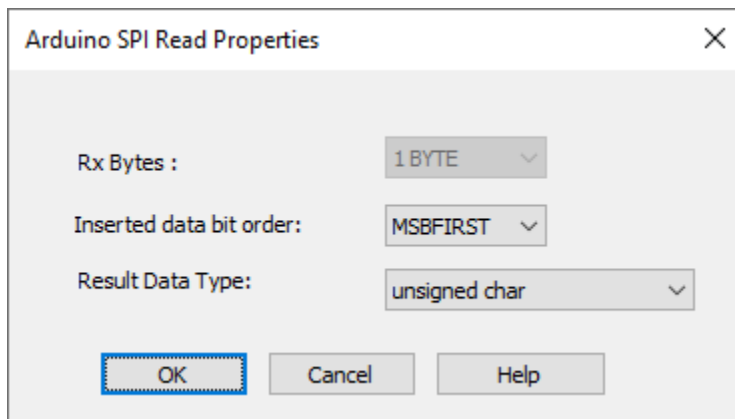 Arduino SPI Read Properties
Rx Bytes : 1 BYTE
Inserted data bit order: MSBFIRST
Result Data Type: unsigned char
OK Cancel Help